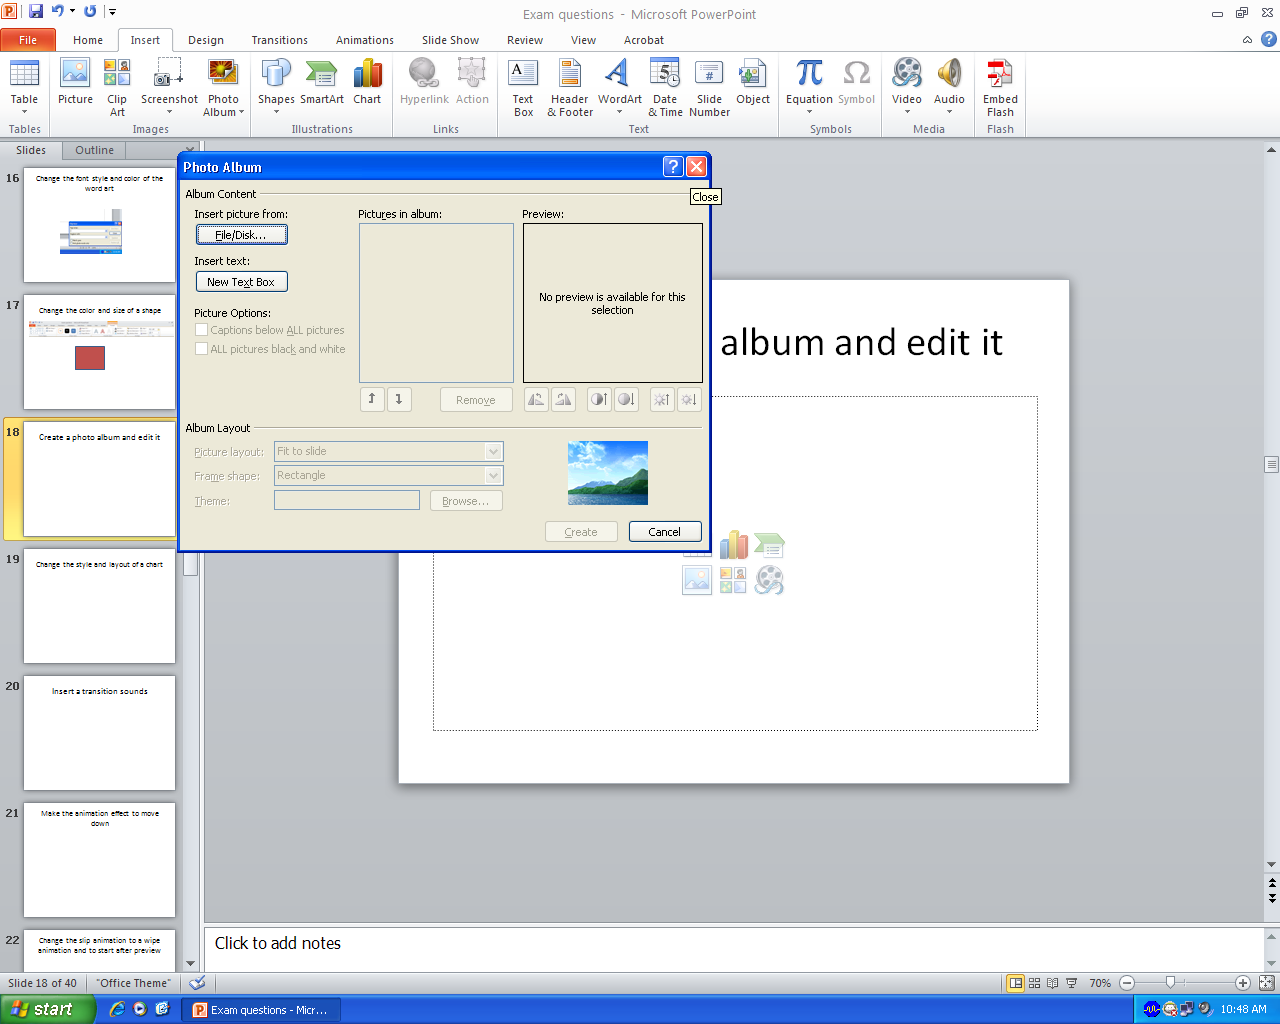 Exam questions - Microsoft PowerPoint
File Home Insert Design Transitions Animations Slide Show Review View Acrobat
Table Picture Clip Art Screenshot Photo Album Shapes SmartArt Chart Hyperlink Action Text Box Header & Footer WordArt Date & Time Slide Number Object Equation Symbol Video Audio Embed Flash
Tables Images Illustrations Links Text Symbols Media Flash
Slides Outline
16
Change the font style and color of the
word art
17
Change the color and size of a shape
18
Create a photo album and edit it
19
Change the style and layout of a chart
20
Insert a transition sounds
21
Make the animation effect to move
down
22
Change the slip animation to a wipe
animation and to start after preview
Photo Album
Close
Album Content
Insert picture from:
File/Disk...
Insert text:
New Text Box
Picture Options:
Captions below ALL pictures
ALL pictures black and white
Pictures in album:
Preview:
No preview is available for this
selection
Remove
Album Layout
Picture layout: Fit to slide
Frame shape: Rectangle
Theme: Browse...
Create Cancel
album and edit it
Click to add notes
Slide 18 of 40 "Office Theme" 70%
start Exam questions - Micr... 10:48 AM